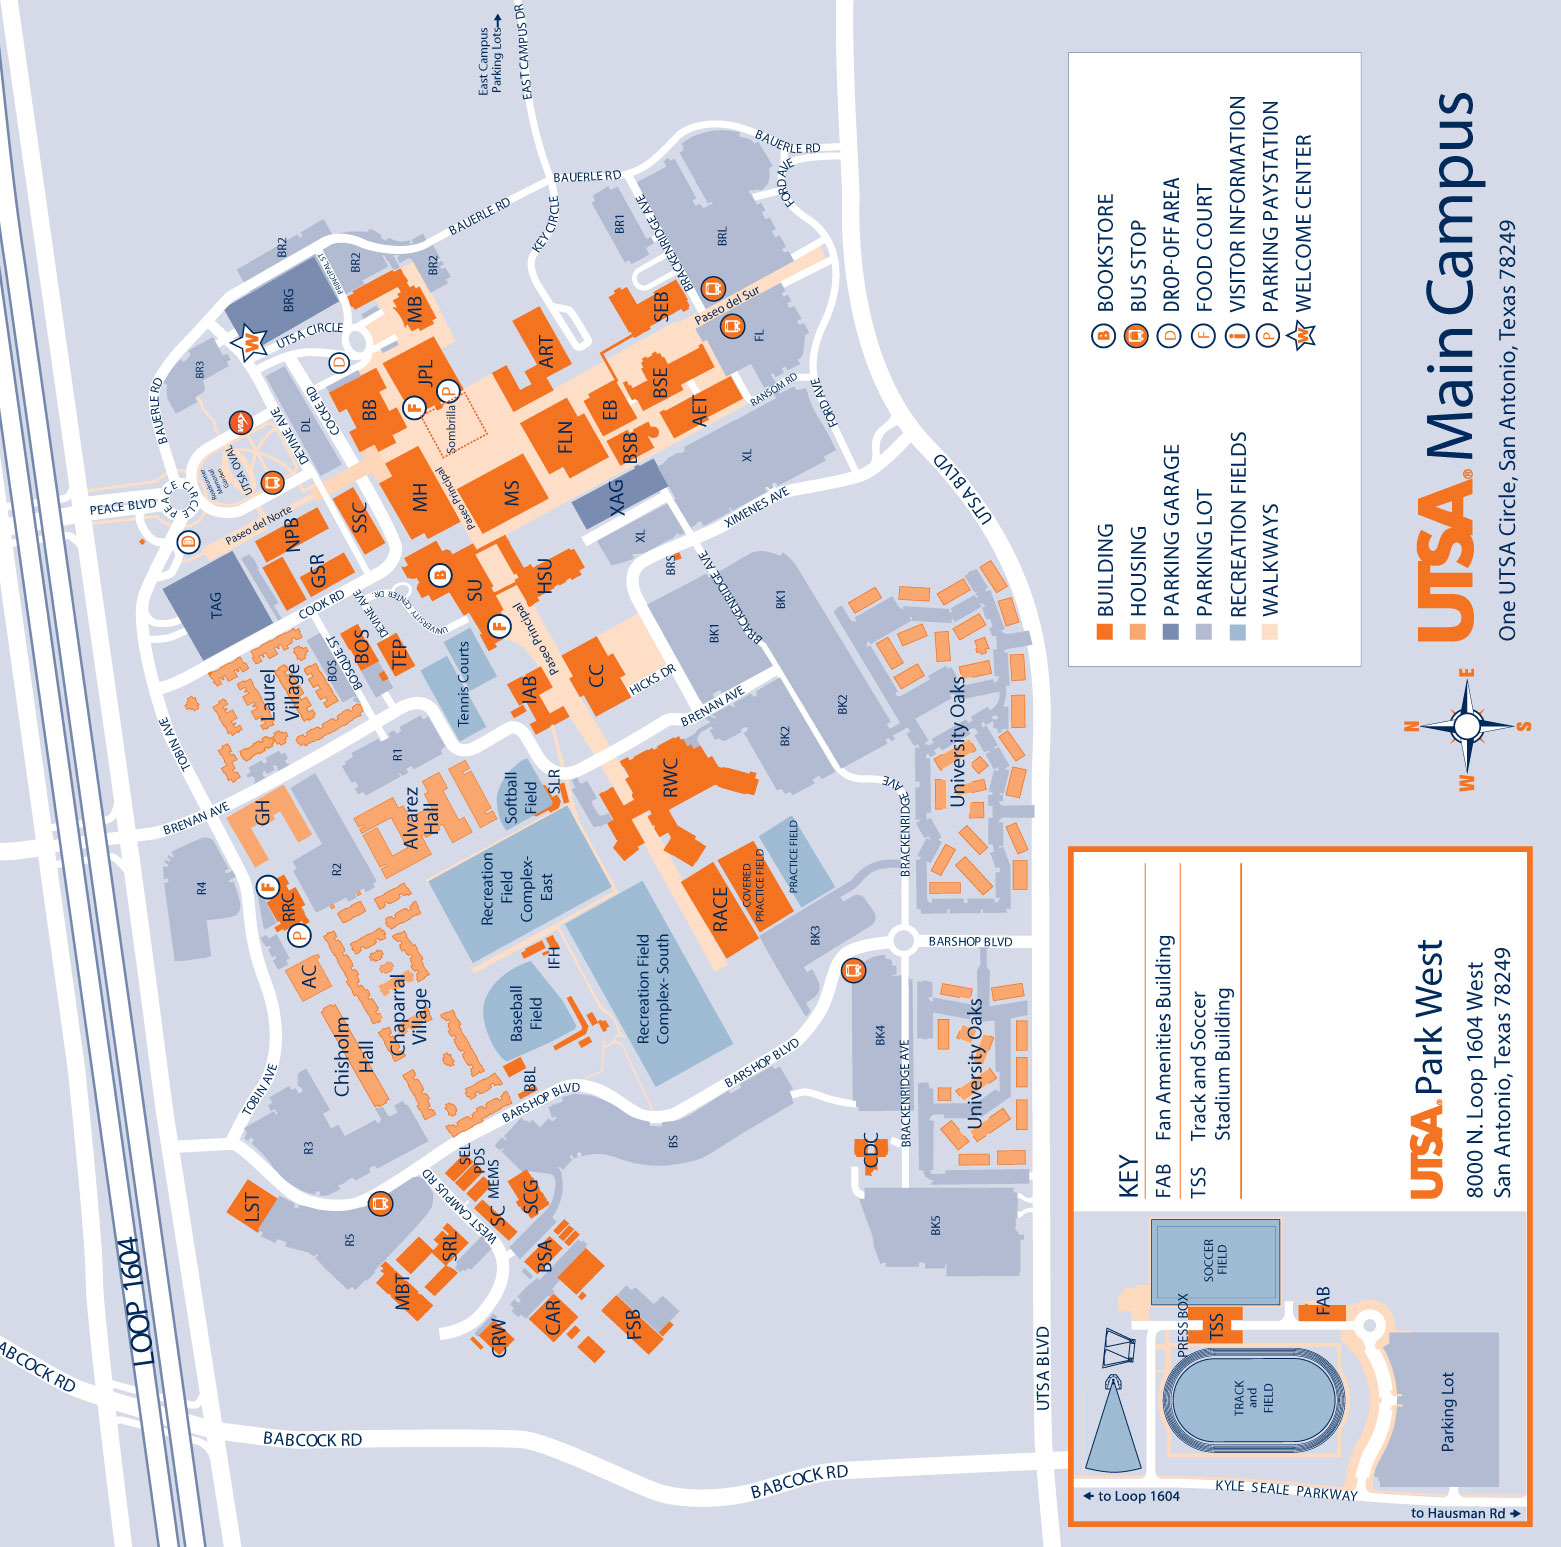 BABCOCK RD
LOOP 1604
PEACE BLVD
BAUERLE RD
PEACE CIRCLE
BRENAN AVE
TOBIN AVE
R4
D
BR3
TAG
Roadrunner
Memorial
Garden
UTSA OVAL
VIA
W
LST
TOBIN AVE
BABCOCK RD
F
GH
Laurel
Village
Paseo del Norte
NPB
DEVINE AVE
UTSA CIRCLE
BRG
BR2
P
RRC
AC
R3
COOK RD
GSR
DL
COCKE RD
PRINCIPAL ST
D
BR2
R5
Chisholm
Hall
R2
BOS
BOSQUE ST
BOS
SSC
BB
DEVINE AVE
TEP
UNIVERSITY CENTER DR.
R1
MBT
Chaparral
Village
Alvarez
Hall
MH
F
JPL
MB
BR2
SRL
WEST CAMPUS RD
B
Paseo Principal
Sombrilla
P
Tennis Courts
SU
SEL
PDS
MEMS
SC
CRW
BAUERLE RD
East Campus
Parking Lots
Recreation
Field
Complex-
East
F
MS
SCG
BARSHOP BLVD
BBL
Baseball
Field
IFH
Softball
Field
SLR
IAB
Paseo Principal
HSU
ART
KEY CIRCLE
EAST CAMPUS DR
CAR
BSA
FLN
BAUERLE RD
CC
EB
XAG
BSB
BR1
FSB
Recreation Field
Complex- South
HICKS DR
XL
BSE
SEB
BRACKENRIDGE AVE
BS
RWC
BRS
AET
RACE
BRENAN AVE
BK1
BRACKENRIDGE AVE
Paseo del Sur
BRL
COVERED
PRACTICE FIELD
XIMENES AVE
XL
FL
BARSHOP BLVD
RANSOM RD
PRACTICE FIELD
BK2
BK1
FORD AVE
BAUERLE RD
BABCOCK RD
BK3
FORD AVE
BK2
CDC
BK4
BRACKENRIDGE AVE
BRACKENRIDGE AVE
BK5
BARSHOP BLVD
University Oaks
University Oaks
UTSA BLVD
UTSA BLVD
to Loop 1604
KYLE SEALE PARKWAY
PRESS BOX
TSS
SOCCER
FIELD
TRACK
and
FIELD
FAB
Parking Lot
to Hausman Rd
KEY
FAB Fan Amenities Building
TSS Track and Soccer
Stadium Building
UTSA® Park West
8000 N. Loop 1604 West
San Antonio, Texas 78249
BUILDING
HOUSING
PARKING GARAGE
PARKING LOT
RECREATION FIELDS
WALKWAYS
B BOOKSTORE
BUS STOP
D DROP-OFF AREA
F FOOD COURT
i VISITOR INFORMATION
P PARKING PAYSTATION
W WELCOME CENTER
N
W E
S
UTSA® Main Campus
One UTSA Circle, San Antonio, Texas 78249